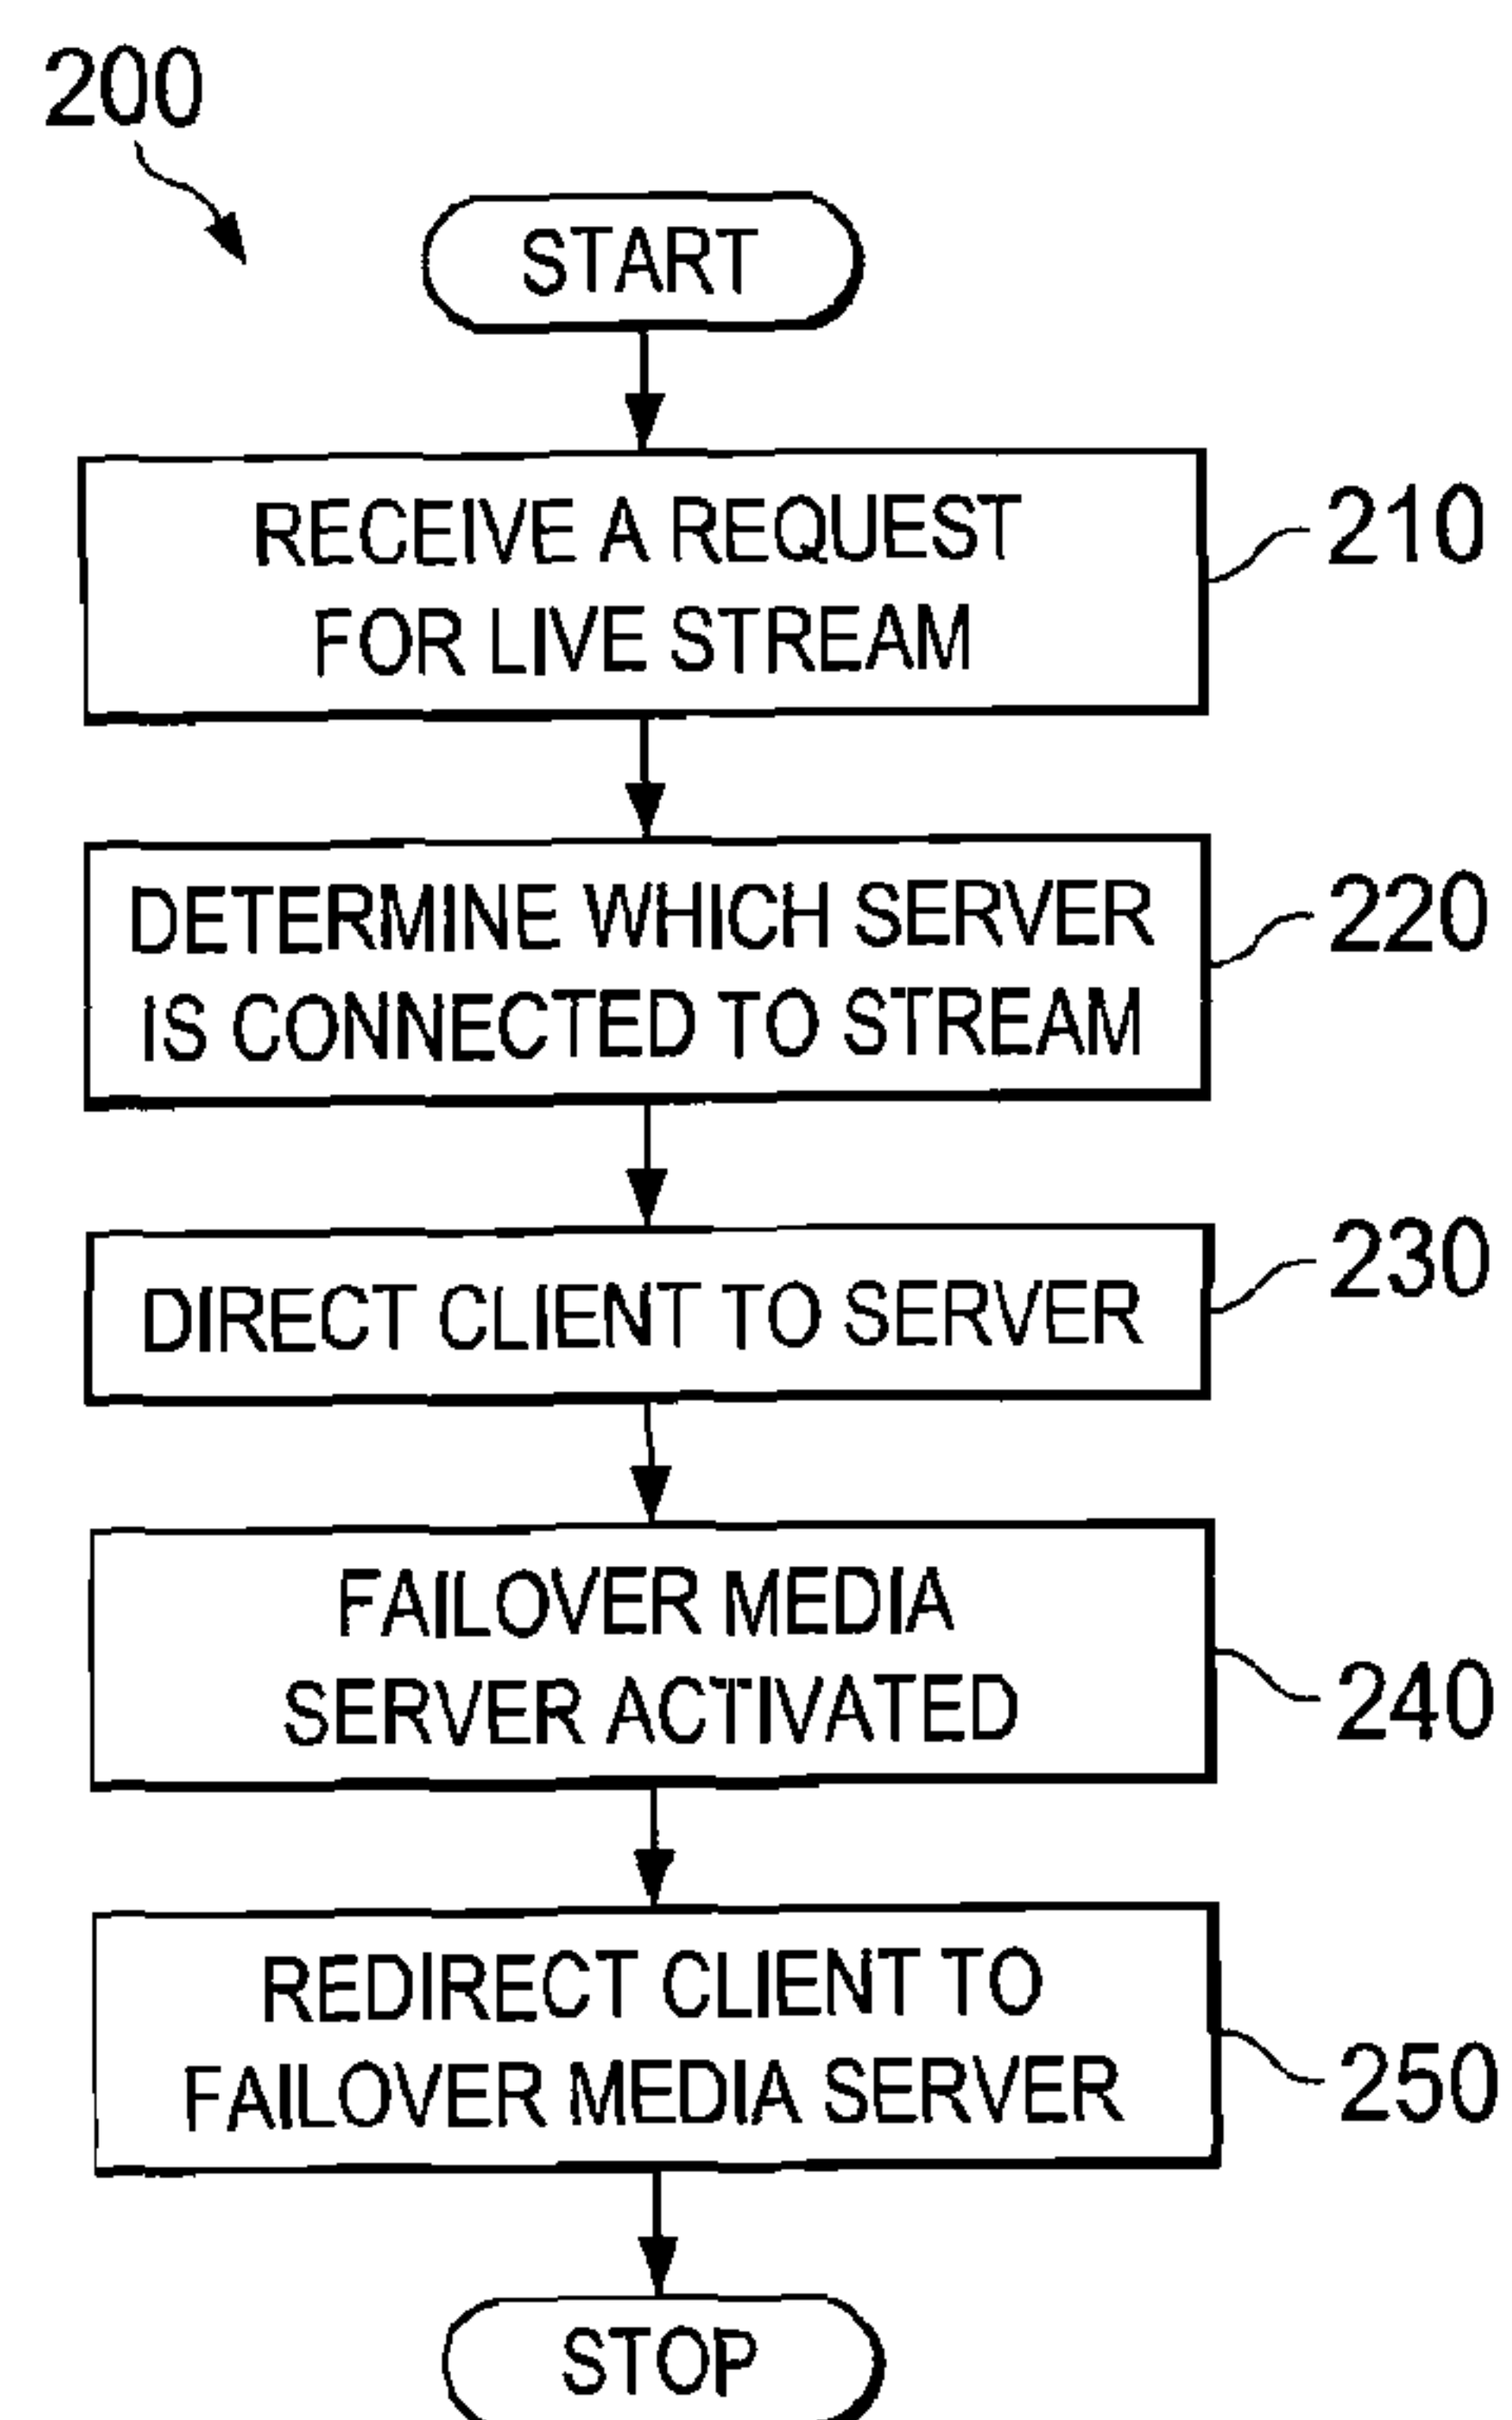 200
START
RECEIVE A REQUEST
FOR LIVE STREAM
210
DETERMINE WHICH SERVER
IS CONNECTED TO STREAM
220
DIRECT CLIENT TO SERVER
230
FAILOVER MEDIA
SERVER ACTIVATED
240
REDIRECT CLIENT TO
FAILOVER MEDIA SERVER
250
STOP